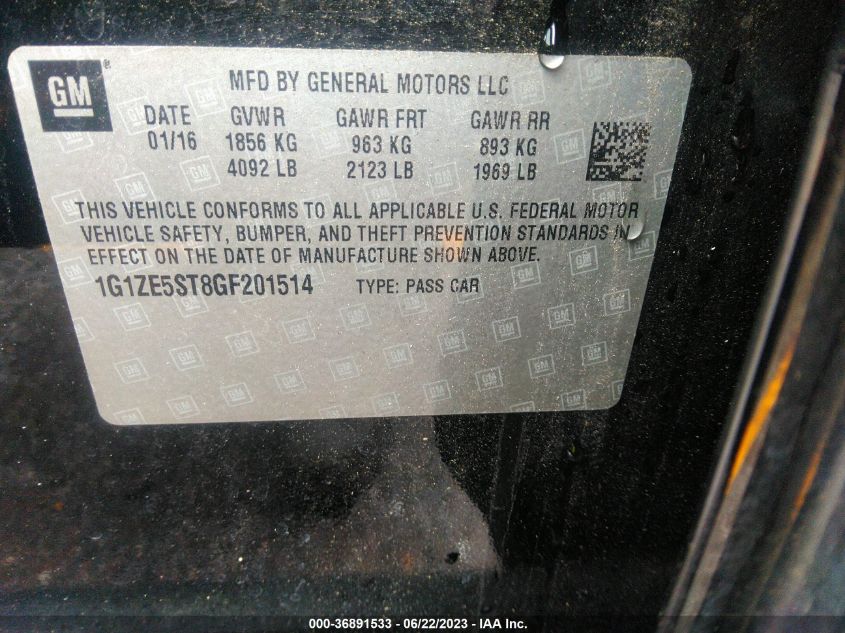 GM
MFD BY GENERAL MOTORS LLC
DATE GVWR GAWR FRT GAWR RR
01/16 1856 KG 963 KG 893 KG
4092 LB 2123 LB 1969 LB
THIS VEHICLE CONFORMS TO ALL APPLICABLE U.S. FEDERAL MOTOR
VEHICLE SAFETY, BUMPER, AND THEFT PREVENTION STANDARDS IN
EFFECT ON THE DATE OF MANUFACTURE SHOWN ABOVE.
1G1ZE5ST8GF201514 TYPE: PASS CAR
000-36891533 - 06/22/2023 - IAA Inc.